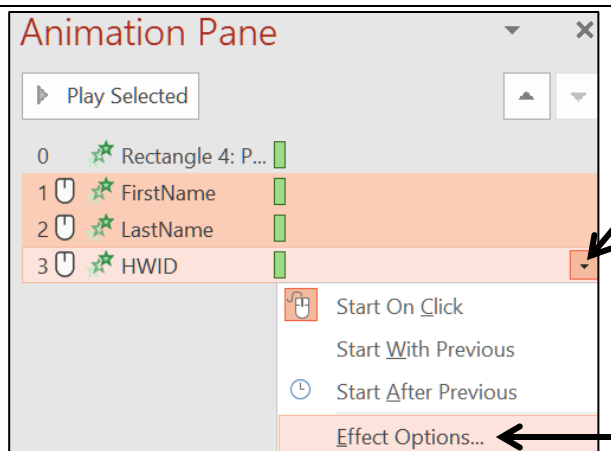 Animation Pane
Play Selected
0 Rectangle 4: P...
1 FirstName
2 LastName
3 HWID
Start On Click
Start With Previous
Start After Previous
Effect Options...